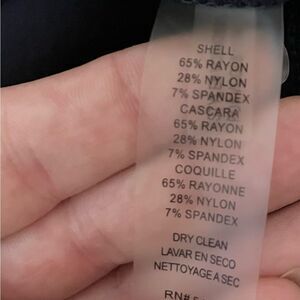 SHELL
65% RAYON
28% NYLON
7% SPANDEX
CASCARA
65% RAYON
28% NYLON
7% SPANDEX
COQUILLE
65% RAYONNE
28% NYLON
7% SPANDEX
DRY CLEAN
LAVAR EN SECO
NETTOYAGE A SEC
RN#